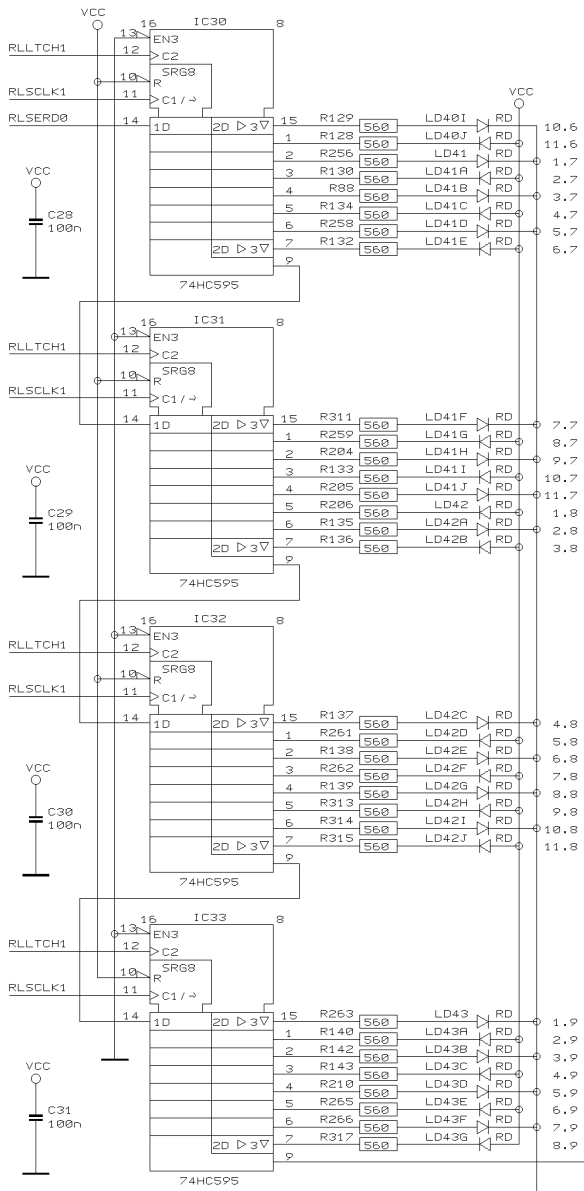 VCC
16 IC30 8
13 EN3
RLLTCH1 12 C2
SRG8
10 R
RLSCLK1 11 C1/→
VCC
RLSERD0 14 1D 2D ▷ 3▽ 15 R129 560 LD40I RD 10.6
1 R128 560 LD40J RD 11.6
2 R256 560 LD41 RD 1.7
VCC 3 R130 560 LD41A RD 2.7
4 R88 560 LD41B RD 3.7
C28 5 R134 560 LD41C RD 4.7
100n 6 R258 560 LD41D RD 5.7
2D ▷ 3▽ 7 R132 560 LD41E RD 6.7
9
74HC595
16 IC31 8
13 EN3
RLLTCH1 12 C2
SRG8
10 R
RLSCLK1 11 C1/→
14 1D 2D ▷ 3▽ 15 R311 560 LD41F RD 7.7
1 R259 560 LD41G RD 8.7
2 R204 560 LD41H RD 9.7
VCC 3 R133 560 LD41I RD 10.7
4 R205 560 LD41J RD 11.7
C29 5 R206 560 LD42 RD 1.8
100n 6 R135 560 LD42A RD 2.8
2D ▷ 3▽ 7 R136 560 LD42B RD 3.8
9
74HC595
16 IC32 8
13 EN3
RLLTCH1 12 C2
SRG8
10 R
RLSCLK1 11 C1/→
14 1D 2D ▷ 3▽ 15 R137 560 LD42C RD 4.8
1 R261 560 LD42D RD 5.8
2 R138 560 LD42E RD 6.8
VCC 3 R262 560 LD42F RD 7.8
4 R139 560 LD42G RD 8.8
C30 5 R313 560 LD42H RD 9.8
100n 6 R314 560 LD42I RD 10.8
2D ▷ 3▽ 7 R315 560 LD42J RD 11.8
9
74HC595
16 IC33 8
13 EN3
RLLTCH1 12 C2
SRG8
10 R
RLSCLK1 11 C1/→
14 1D 2D ▷ 3▽ 15 R263 560 LD43 RD 1.9
1 R140 560 LD43A RD 2.9
2 R142 560 LD43B RD 3.9
VCC 3 R143 560 LD43C RD 4.9
4 R210 560 LD43D RD 5.9
C31 5 R265 560 LD43E RD 6.9
100n 6 R266 560 LD43F RD 7.9
2D ▷ 3▽ 7 R317 560 LD43G RD 8.9
9
74HC595